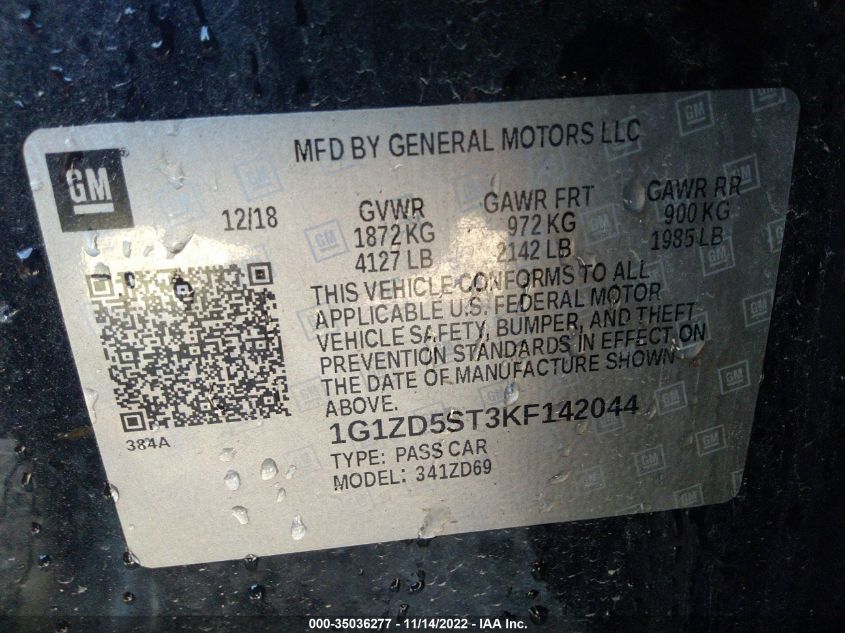 MFD BY GENERAL MOTORS LLC
GM
12/18
GVWR
1872 KG
4127 LB
GAWR FRT
972 KG
2142 LB
GAWR RR
900 KG
1985 LB
THIS VEHICLE CONFORMS TO ALL
APPLICABLE U.S. FEDERAL MOTOR
VEHICLE SAFETY, BUMPER, AND THEFT
PREVENTION STANDARDS IN EFFECT ON
THE DATE OF MANUFACTURE SHOWN
ABOVE.
384A
1G1ZD5ST3KF142044
TYPE: PASS CAR
MODEL: 341ZD69
000-35036277 - 11/14/2022 - IAA Inc.